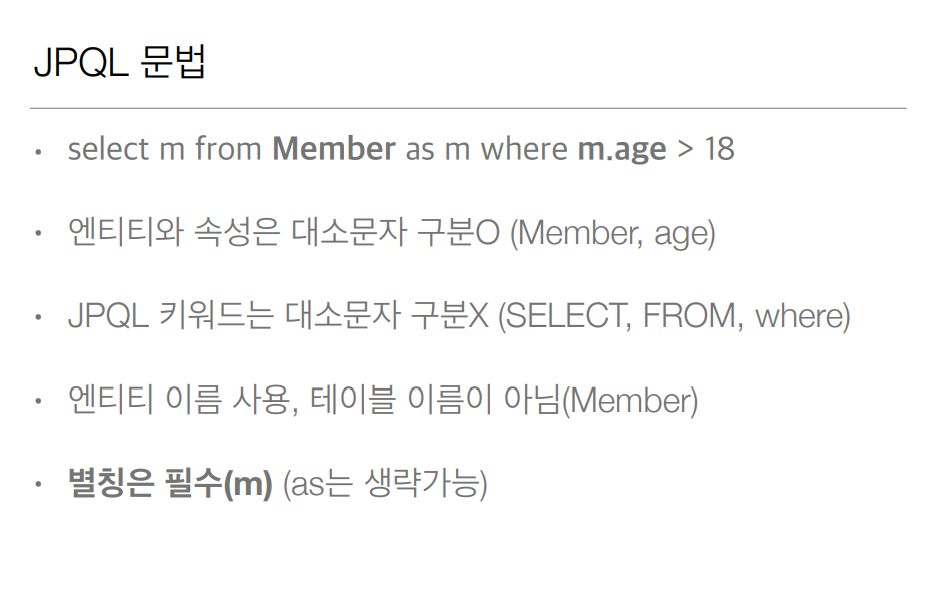 JPQL 문법
• select m from Member as m where m.age > 18
• 엔티티와 속성은 대소문자 구분O (Member, age)
• JPQL 키워드는 대소문자 구분X (SELECT, FROM, where)
• 엔티티 이름 사용, 테이블 이름이 아님(Member)
• 별칭은 필수(m) (as는 생략가능)